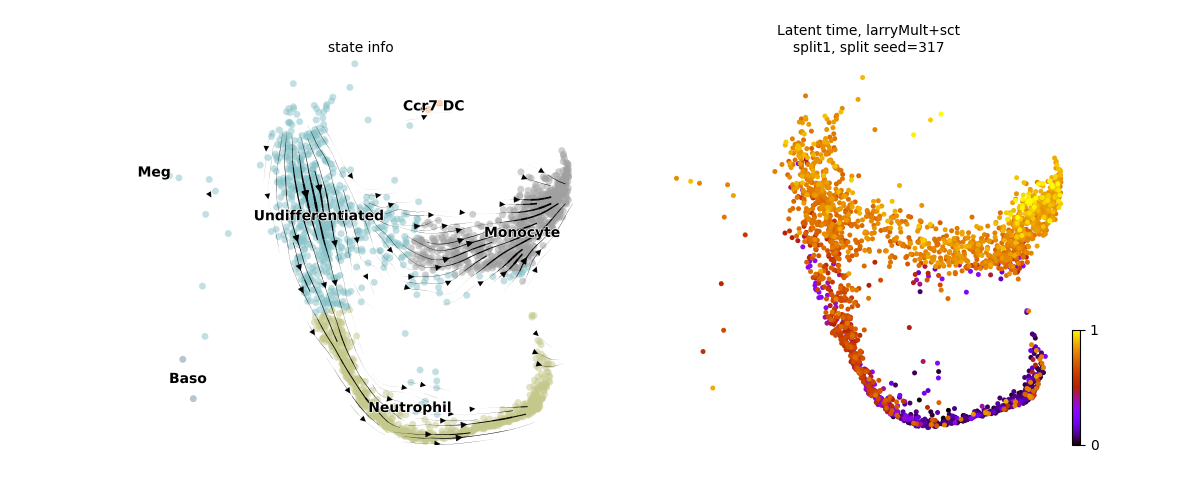 state info
Ccr7 DC
Meg
Undifferentiated
Monocyte
Baso
Neutrophil
Latent time, larryMult+sct
split1, split seed=317
1
0